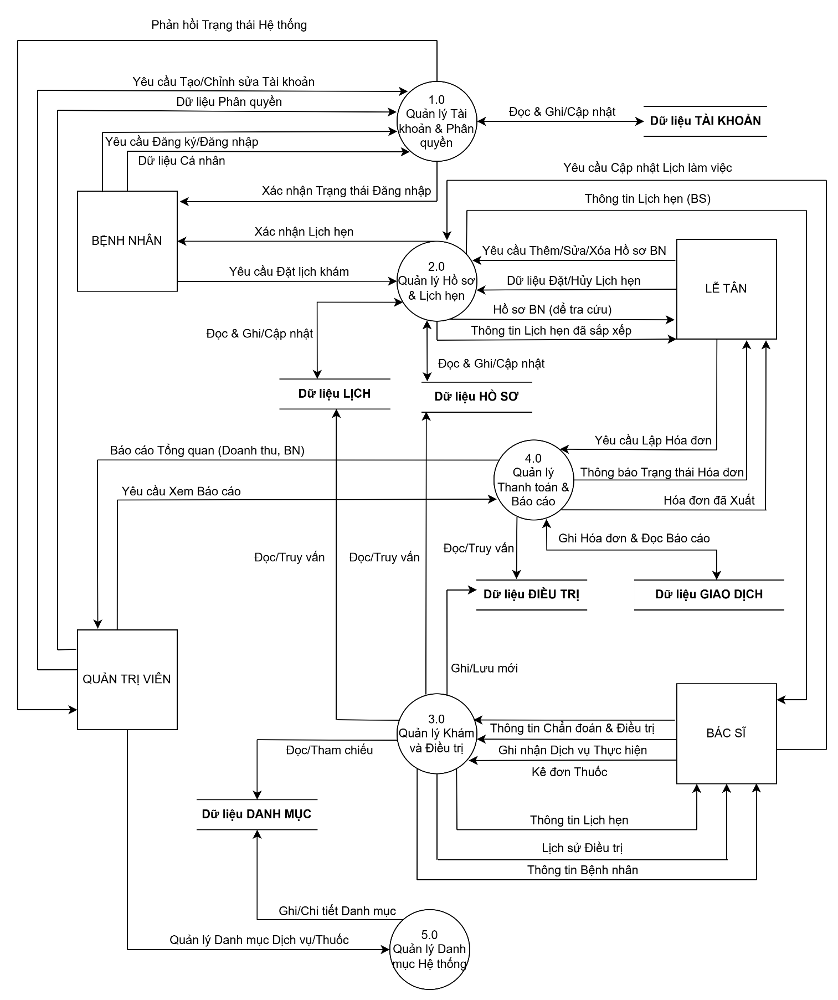 Phản hồi Trạng thái Hệ thống
Yêu cầu Tạo/Chỉnh sửa Tài khoản
Dữ liệu Phân quyền
1.0
Quản lý Tài
khoản & Phân
quyền
Đọc & Ghi/Cập nhật
Dữ liệu TÀI KHOẢN
Yêu cầu Đăng ký/Đăng nhập
Dữ liệu Cá nhân
Yêu cầu Cập nhật Lịch làm việc
Xác nhận Trạng thái Đăng nhập
Thông tin Lịch hẹn (BS)
BỆNH NHÂN
Xác nhận Lịch hẹn
Yêu cầu Đặt lịch khám
2.0
Quản lý Hồ sơ
& Lịch hẹn
Yêu cầu Thêm/Sửa/Xóa Hồ sơ BN
Dữ liệu Đặt/Hủy Lịch hẹn
LỄ TÂN
Hồ sơ BN (để tra cứu)
Thông tin Lịch hẹn đã sắp xếp
Đọc & Ghi/Cập nhật
Đọc & Ghi/Cập nhật
Dữ liệu LỊCH
Dữ liệu HỒ SƠ
Yêu cầu Lập Hóa đơn
Báo cáo Tổng quan (Doanh thu, BN)
4.0
Quản lý
Thanh toán &
Báo cáo
Thông báo Trạng thái Hóa đơn
Yêu cầu Xem Báo cáo
Hóa đơn đã Xuất
Ghi Hóa đơn & Đọc Báo cáo
Đọc/Truy vấn
Đọc/Truy vấn
Đọc/Truy vấn
Dữ liệu ĐIỀU TRỊ
Dữ liệu GIAO DỊCH
Ghi/Lưu mới
QUẢN TRỊ VIÊN
3.0
Quản lý Khám
và Điều trị
Thông tin Chẩn đoán & Điều trị
Ghi nhận Dịch vụ Thực hiện
Kê đơn Thuốc
BÁC SĨ
Đọc/Tham chiếu
Dữ liệu DANH MỤC
Thông tin Lịch hẹn
Lịch sử Điều trị
Thông tin Bệnh nhân
Ghi/Chi tiết Danh mục
Quản lý Danh mục Dịch vụ/Thuốc
5.0
Quản lý Danh
mục Hệ thống